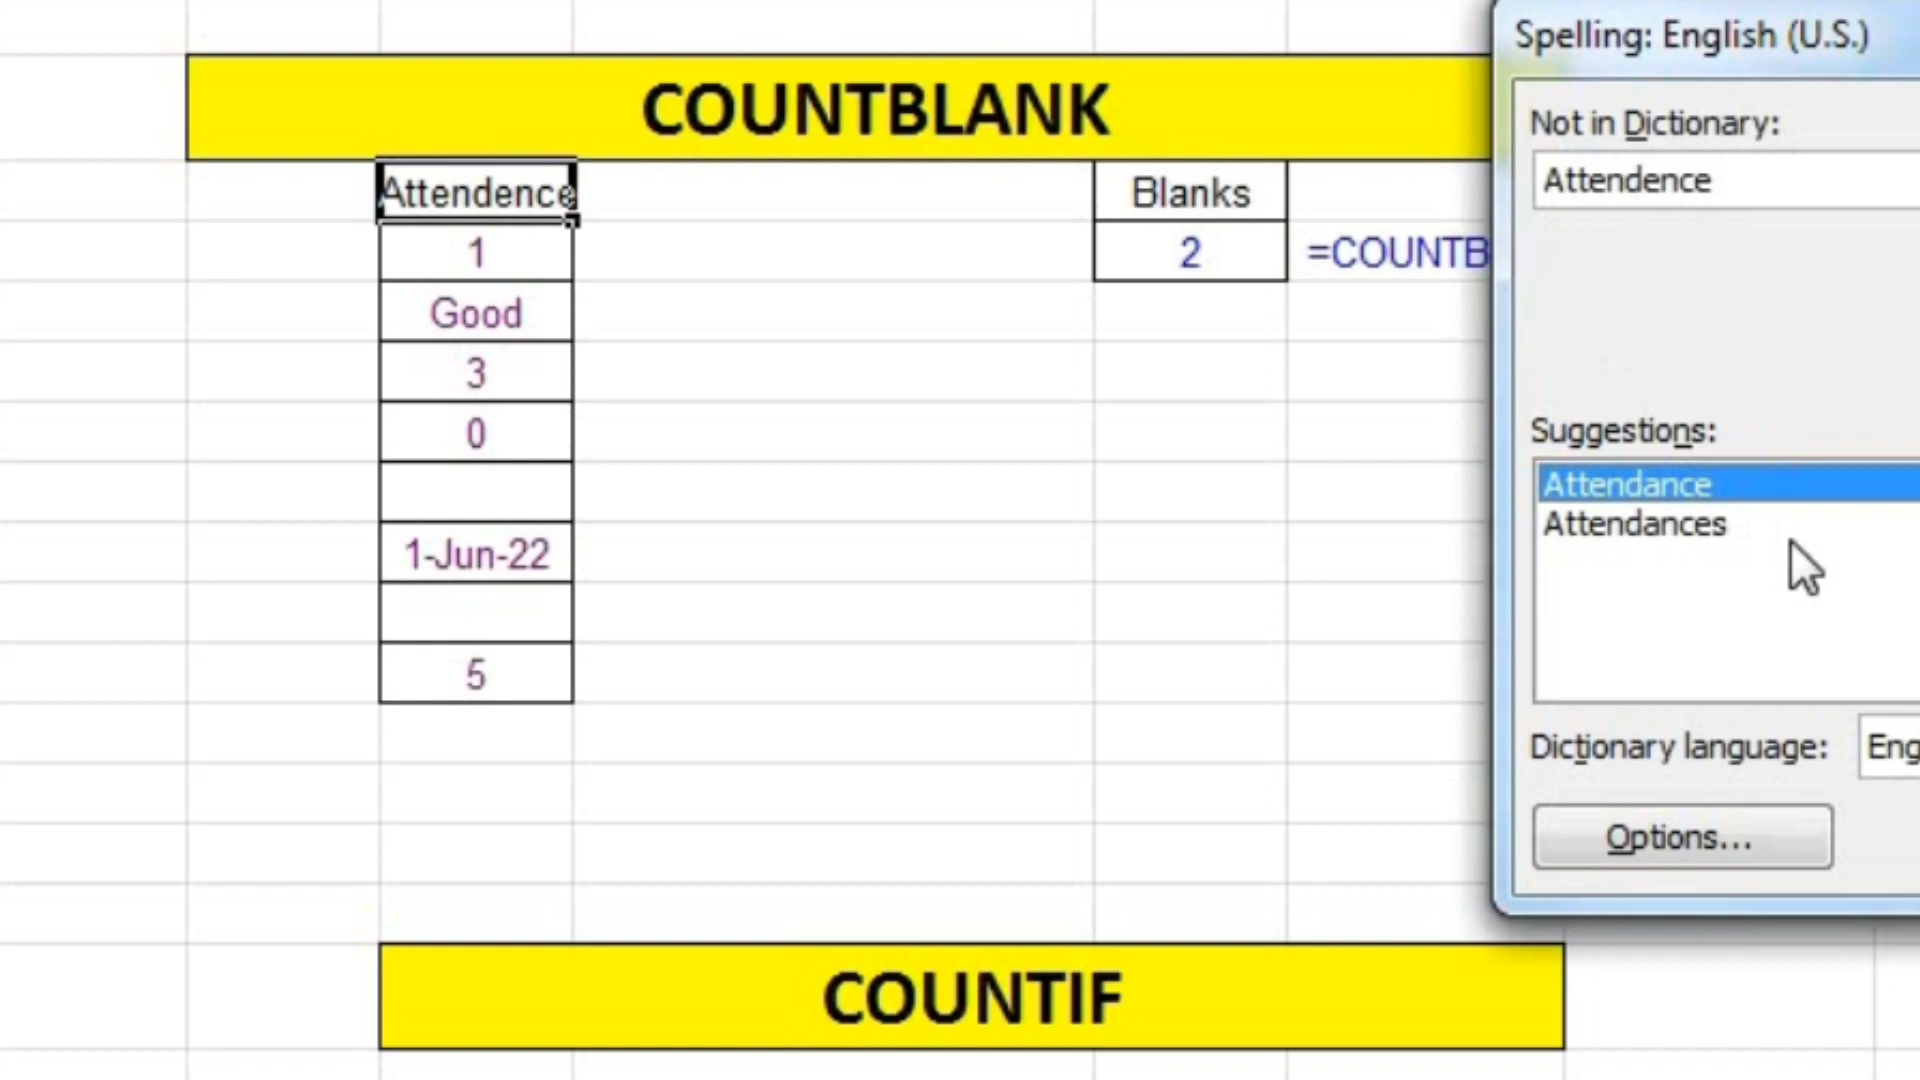 Spelling: English (U.S.)
COUNTBLANK
Not in Dictionary:
Attendence
Attendence
Blanks
1
2
=COUNTB
Good
3
0
Suggestions:
Attendance
Attendances
1-Jun-22
5
Dictionary language:
Eng
Options...
COUNTIF